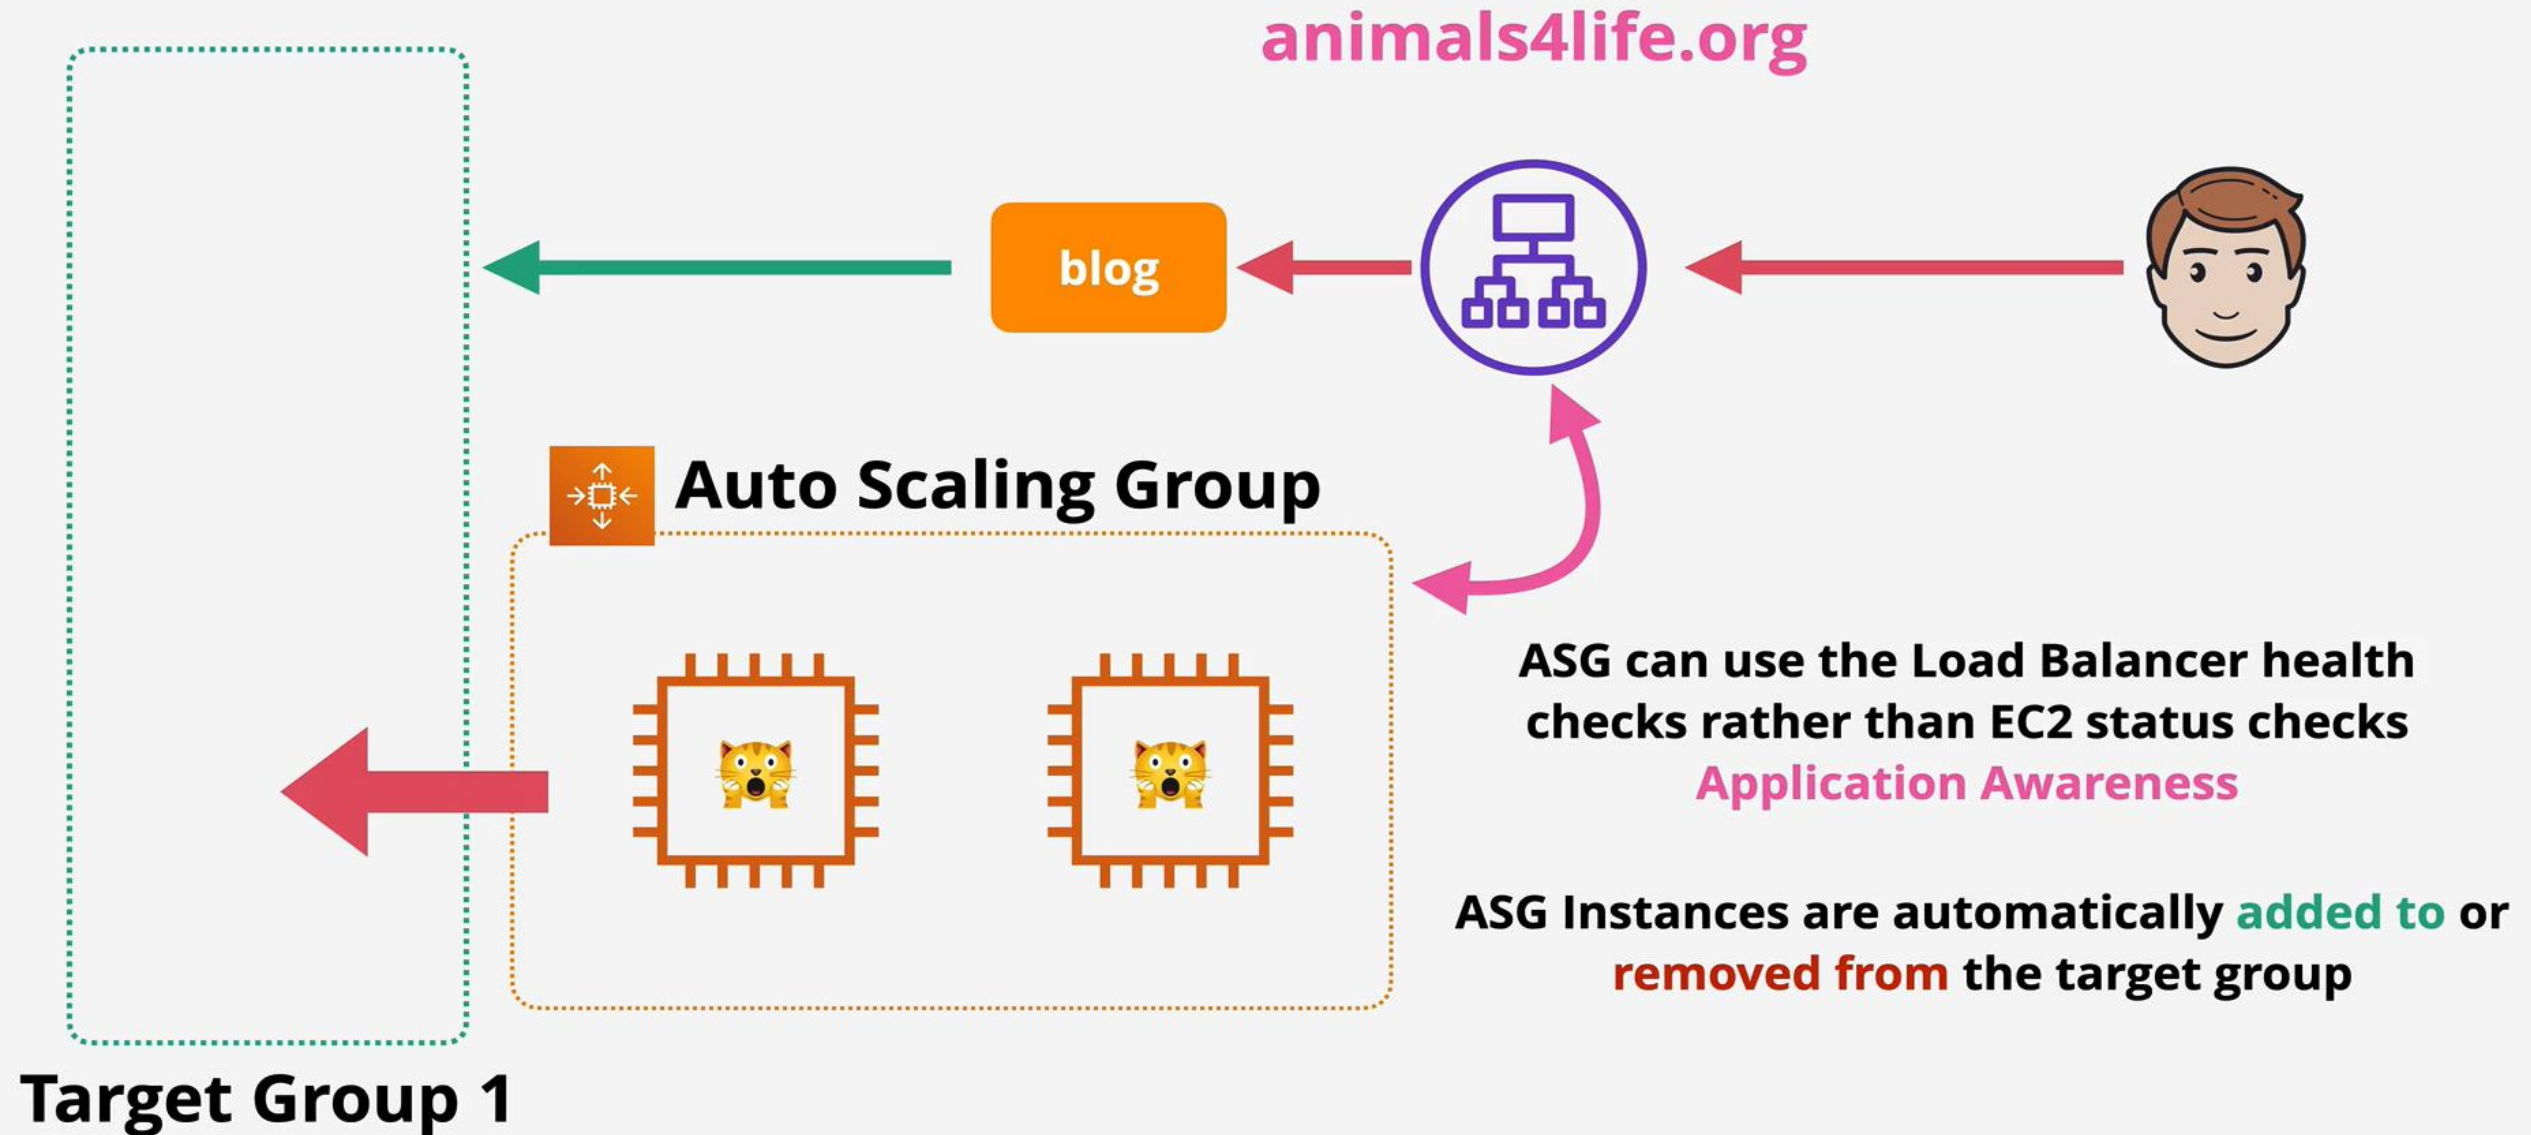 animals4life.org
blog
Auto Scaling Group
ASG can use the Load Balancer health
checks rather than EC2 status checks
Application Awareness
ASG Instances are automatically added to or
removed from the target group
Target Group 1